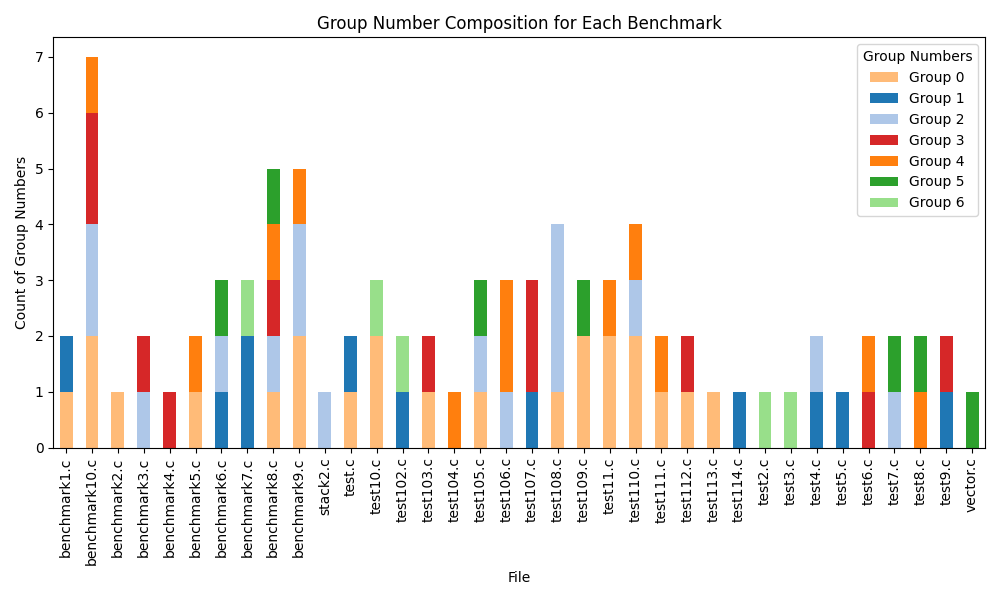 Group Number Composition for Each Benchmark
Count of Group Numbers
7
6
5
4
3
2
1
0
Group Numbers
Group 0
Group 1
Group 2
Group 3
Group 4
Group 5
Group 6
benchmark1.c
benchmark10.c
benchmark2.c
benchmark3.c
benchmark4.c
benchmark5.c
benchmark6.c
benchmark7.c
benchmark8.c
benchmark9.c
stack2.c
test.c
test10.c
test102.c
test103.c
test104.c
test105.c
test106.c
test107.c
test108.c
test109.c
test11.c
test110.c
test111.c
test112.c
test113.c
test114.c
test2.c
test3.c
test4.c
test5.c
test6.c
test7.c
test8.c
test9.c
vector.c
File